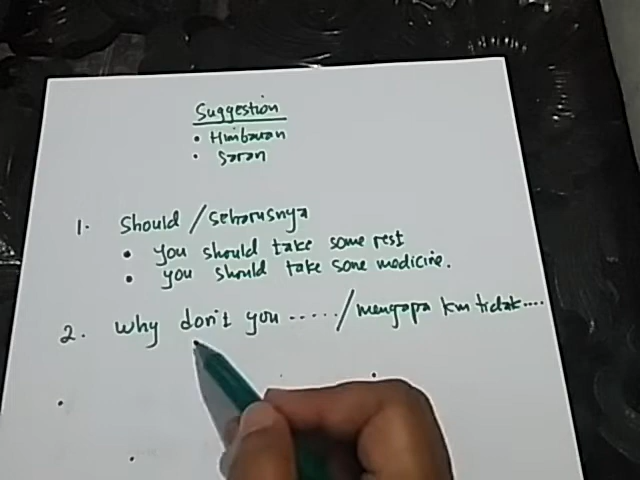 Suggestion
• Himbauan
• Saran
1. Should / seharusnya
• you should take some rest
• you should take some medicine.
2. Why don't you ..... / mengapa km tidak....